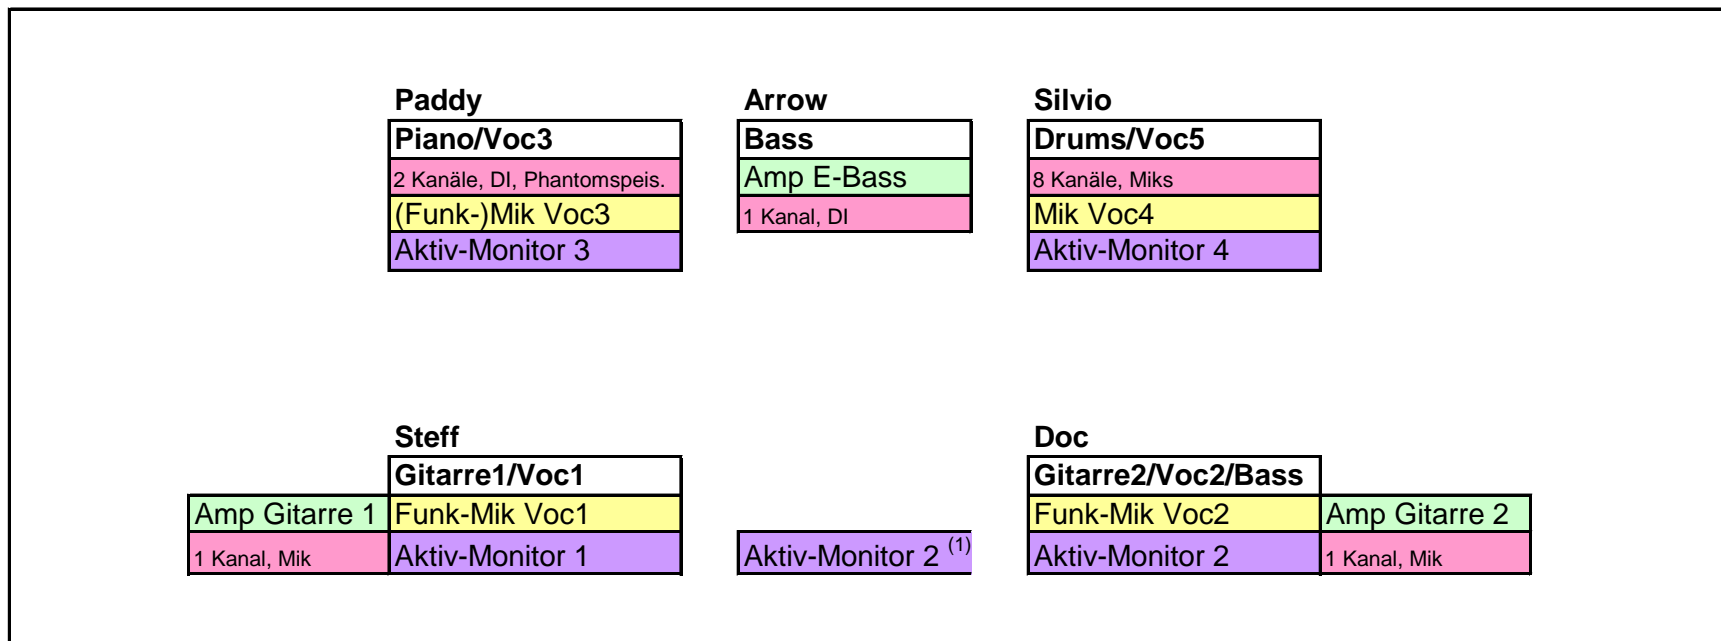 Paddy Arrow Silvio
Piano/Voc3 Bass Drums/Voc5
2 Kanäle, DI, Phantomspeis. Amp E-Bass 8 Kanäle, Miks
(Funk-)Mik Voc3 1 Kanal, DI Mik Voc4
Aktiv-Monitor 3 Aktiv-Monitor 4
Steff Doc
Gitarre1/Voc1 Gitarre2/Voc2/Bass
Amp Gitarre 1 Funk-Mik Voc1 Funk-Mik Voc2 Amp Gitarre 2
1 Kanal, Mik Aktiv-Monitor 1 Aktiv-Monitor 2 (1) Aktiv-Monitor 2 1 Kanal, Mik